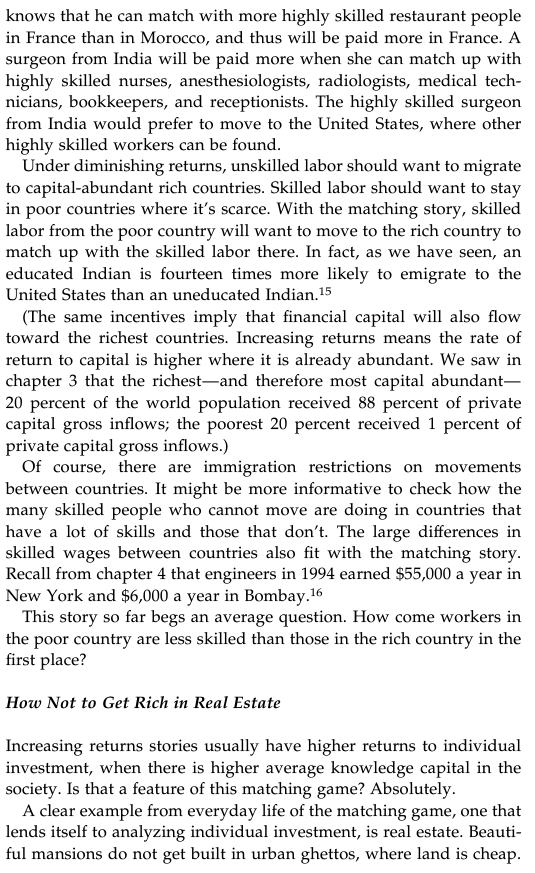 knows that he can match with more highly skilled restaurant people
in France than in Morocco, and thus will be paid more in France. A
surgeon from India will be paid more when she can match up with
highly skilled nurses, anesthesiologists, radiologists, medical tech-
nicians, bookkeepers, and receptionists. The highly skilled surgeon
from India would prefer to move to the United States, where other
highly skilled workers can be found.
Under diminishing returns, unskilled labor should want to migrate
to capital-abundant rich countries. Skilled labor should want to stay
in poor countries where it's scarce. With the matching story, skilled
labor from the poor country will want to move to the rich country to
match up with the skilled labor there. In fact, as we have seen, an
educated Indian is fourteen times more likely to emigrate to the
United States than an uneducated Indian.15
(The same incentives imply that financial capital will also flow
toward the richest countries. Increasing returns means the rate of
return to capital is higher where it is already abundant. We saw in
chapter 3 that the richest—and therefore most capital abundant—
20 percent of the world population received 88 percent of private
capital gross inflows; the poorest 20 percent received 1 percent of
private capital gross inflows.)
Of course, there are immigration restrictions on movements
between countries. It might be more informative to check how the
many skilled people who cannot move are doing in countries that
have a lot of skills and those that don't. The large differences in
skilled wages between countries also fit with the matching story.
Recall from chapter 4 that engineers in 1994 earned $55,000 a year in
New York and $6,000 a year in Bombay.16
This story so far begs an average question. How come workers in
the poor country are less skilled than those in the rich country in the
first place?
How Not to Get Rich in Real Estate
Increasing returns stories usually have higher returns to individual
investment, when there is higher average knowledge capital in the
society. Is that a feature of this matching game? Absolutely.
A clear example from everyday life of the matching game, one that
lends itself to analyzing individual investment, is real estate. Beauti-
ful mansions do not get built in urban ghettos, where land is cheap.